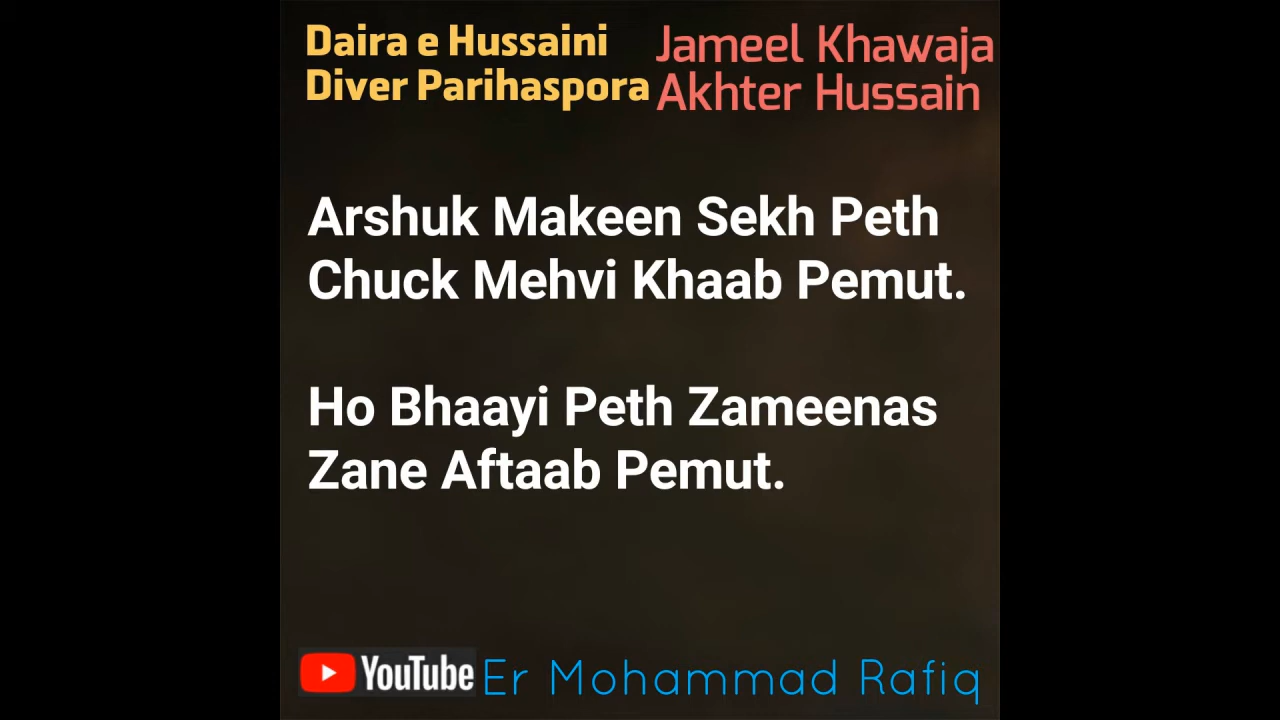 Daira e Hussaini
Diver Parihaspora
Jameel Khawaja
Akhter Hussain
Arshuk Makeen Sekh Peth
Chuck Mehvi Khaab Pemut.
Ho Bhaayi Peth Zameenas
Zane Aftaab Pemut.
YouTube Er Mohammad Rafiq